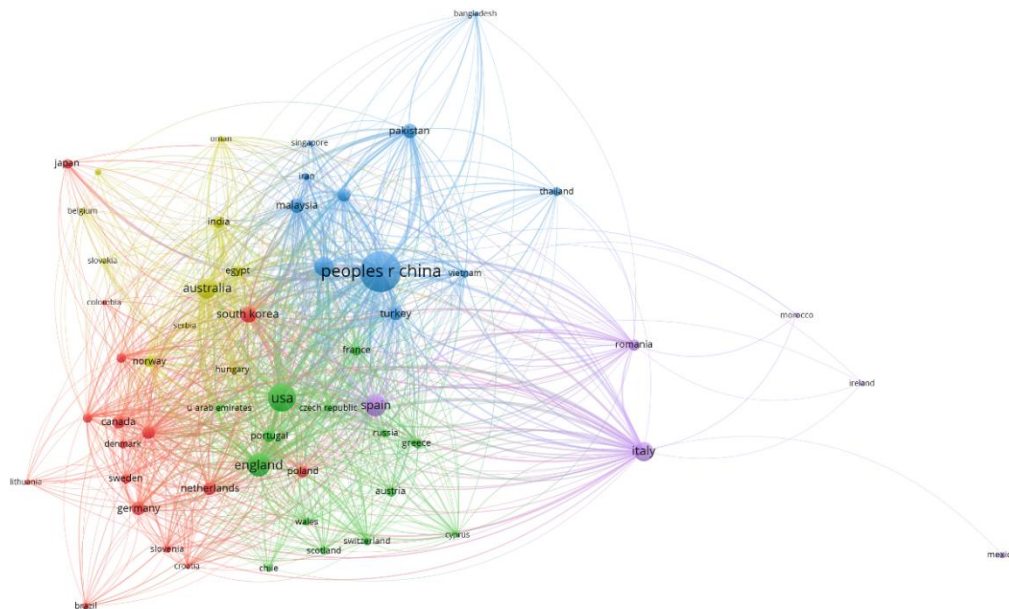 bangladesh
pakistan
oman
singapore
japan
iran
thailand
malaysia
belgium
india
slovakia
egypt
peoples r china
vietnam
australia
colombia
south korea
turkey
morocco
serbia
romania
france
norway
hungary
ireland
usa
u arab emirates
czech republic
spain
canada
russia
denmark
portugal
greece
italy
england
poland
lithuania
sweden
netherlands
austria
germany
wales
cyprus
switzerland
slovenia
scotland
mexic
croatia
chile
brazil